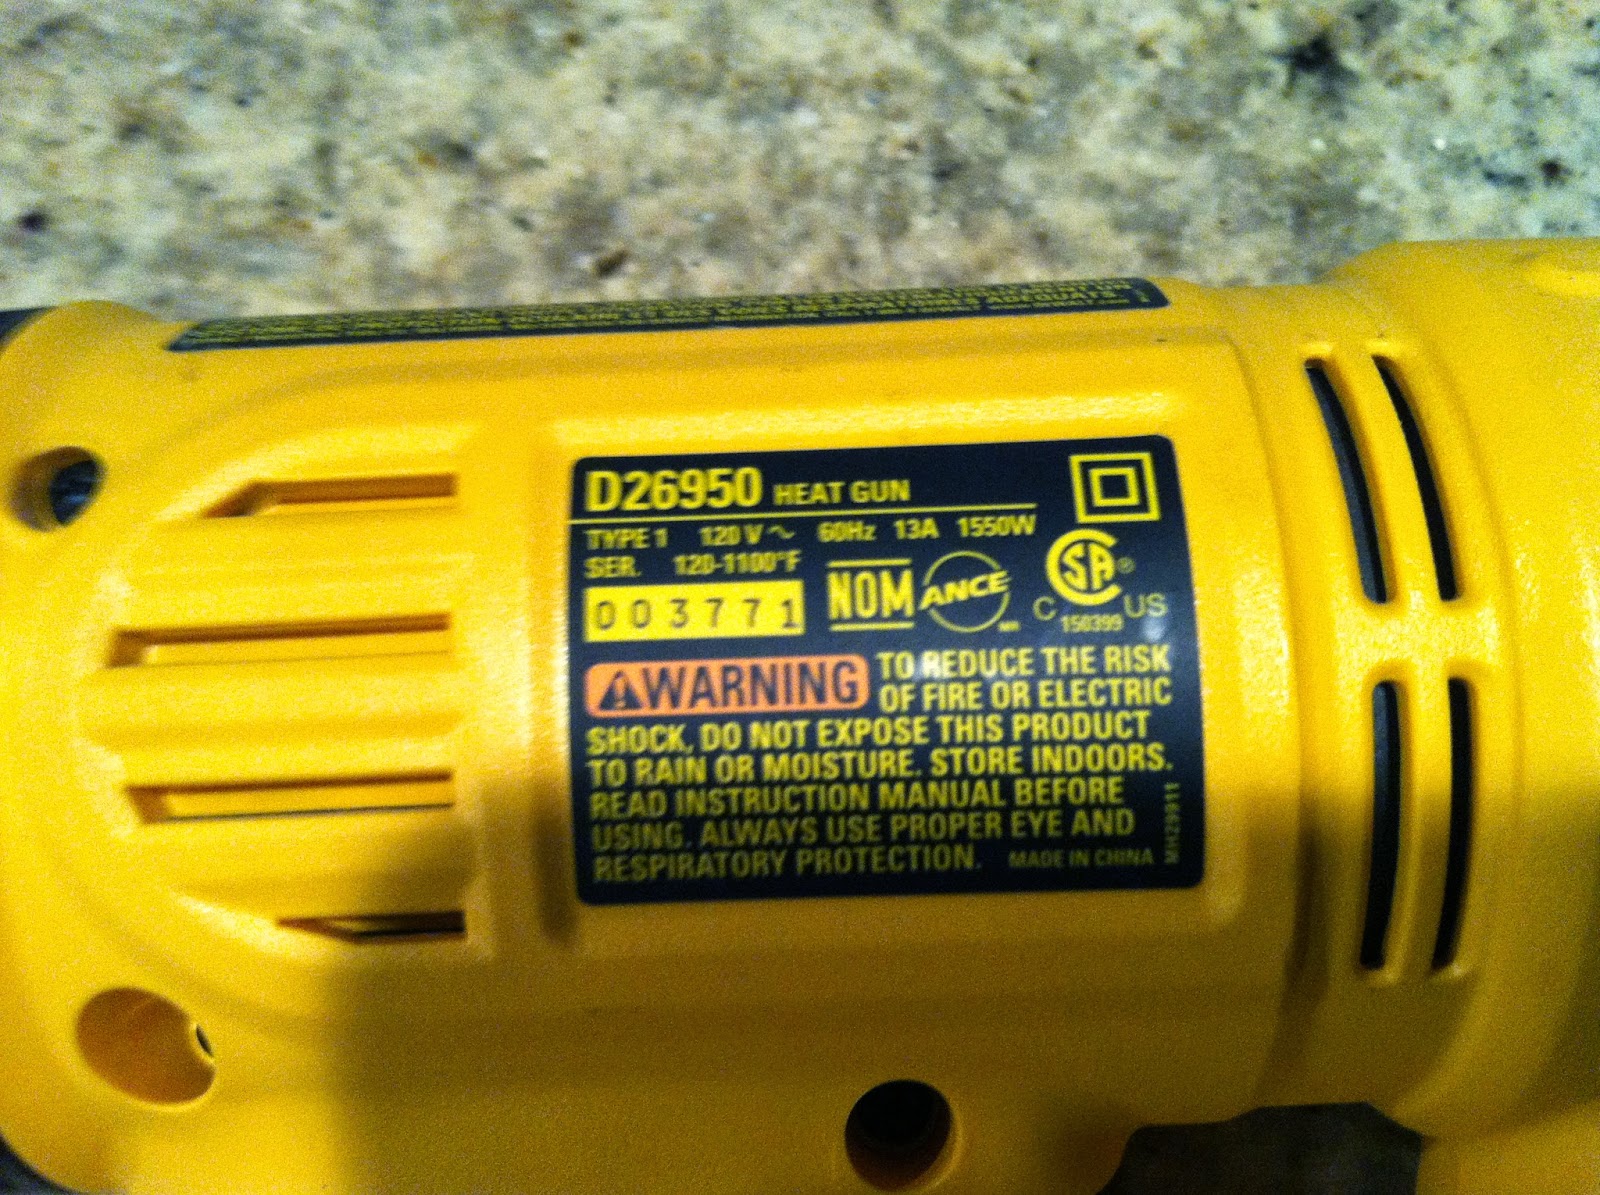 D26950 HEAT GUN
TYPE 1 120 V ~ 60Hz 13A 1550W
SER. 120-1100°F
003771
NOM ANCE
CSA ®
C US
150399
WARNING TO REDUCE THE RISK
OF FIRE OR ELECTRIC
SHOCK, DO NOT EXPOSE THIS PRODUCT
TO RAIN OR MOISTURE. STORE INDOORS.
READ INSTRUCTION MANUAL BEFORE
USING. ALWAYS USE PROPER EYE AND
RESPIRATORY PROTECTION. MADE IN CHINA